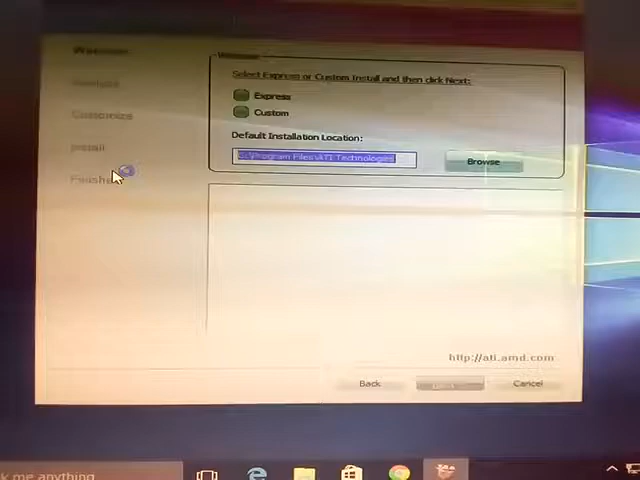 Welcome
Welcome
Select Express or Custom Install and then click Next:
Express
Customize
Custom
Default Installation Location:
Install
C:\Program Files\ATI Technologies
Browse
Finish
http://ati.amd.com
Back
Cancel
k me anything